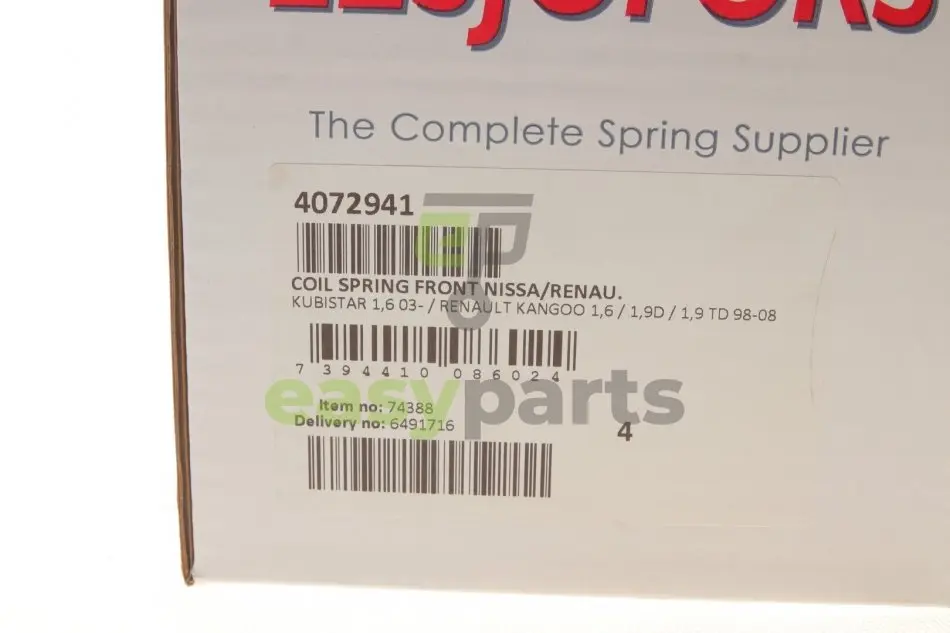 LESJÖFORS
The Complete Spring Supplier
4072941
COIL SPRING FRONT NISSA/RENAU.
KUBISTAR 1,6 03- / RENAULT KANGOO 1,6 / 1,9D / 1,9 TD 98-08
7 394410 086024
easyparts
Item no: 74388
Delivery no: 6491716
4